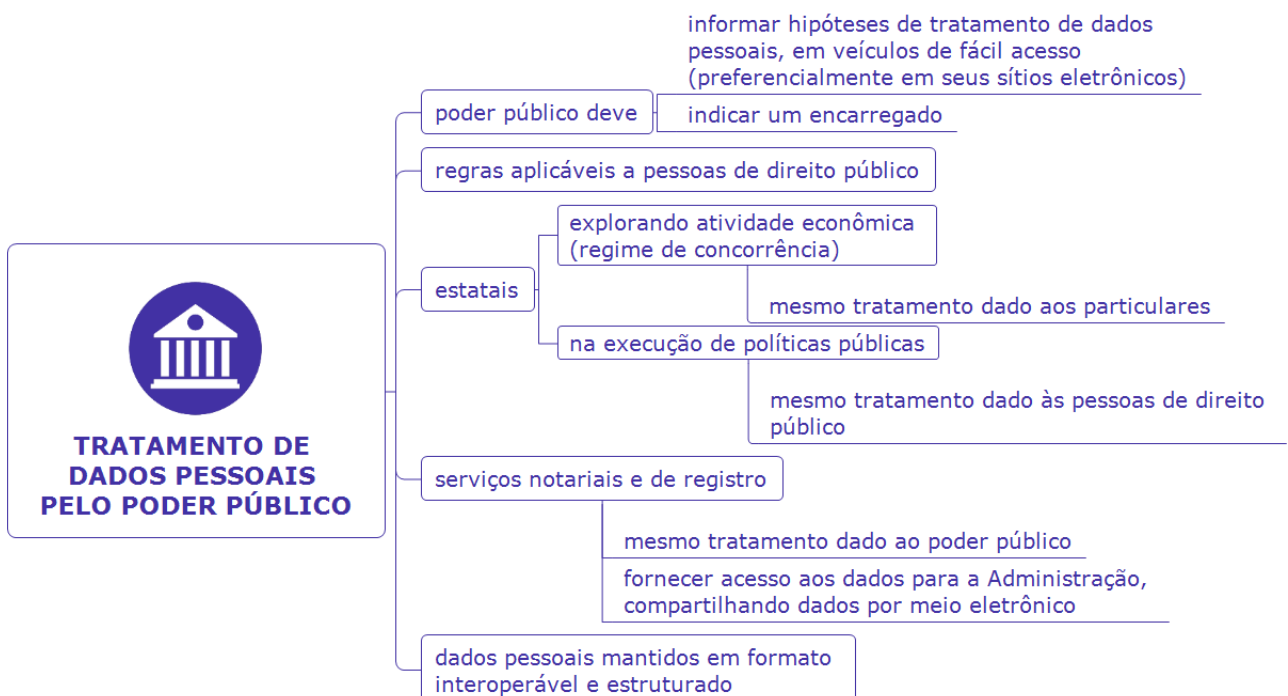 informar hipóteses de tratamento de dados
pessoais, em veículos de fácil acesso
(preferencialmente em seus sítios eletrônicos)
poder público deve
indicar um encarregado
regras aplicáveis a pessoas de direito público
explorando atividade econômica
(regime de concorrência)
estatais
mesmo tratamento dado aos particulares
na execução de políticas públicas
mesmo tratamento dado às pessoas de direito
público
TRATAMENTO DE
DADOS PESSOAIS
PELO PODER PÚBLICO
serviços notariais e de registro
mesmo tratamento dado ao poder público
fornecer acesso aos dados para a Administração,
compartilhando dados por meio eletrônico
dados pessoais mantidos em formato
interoperável e estruturado